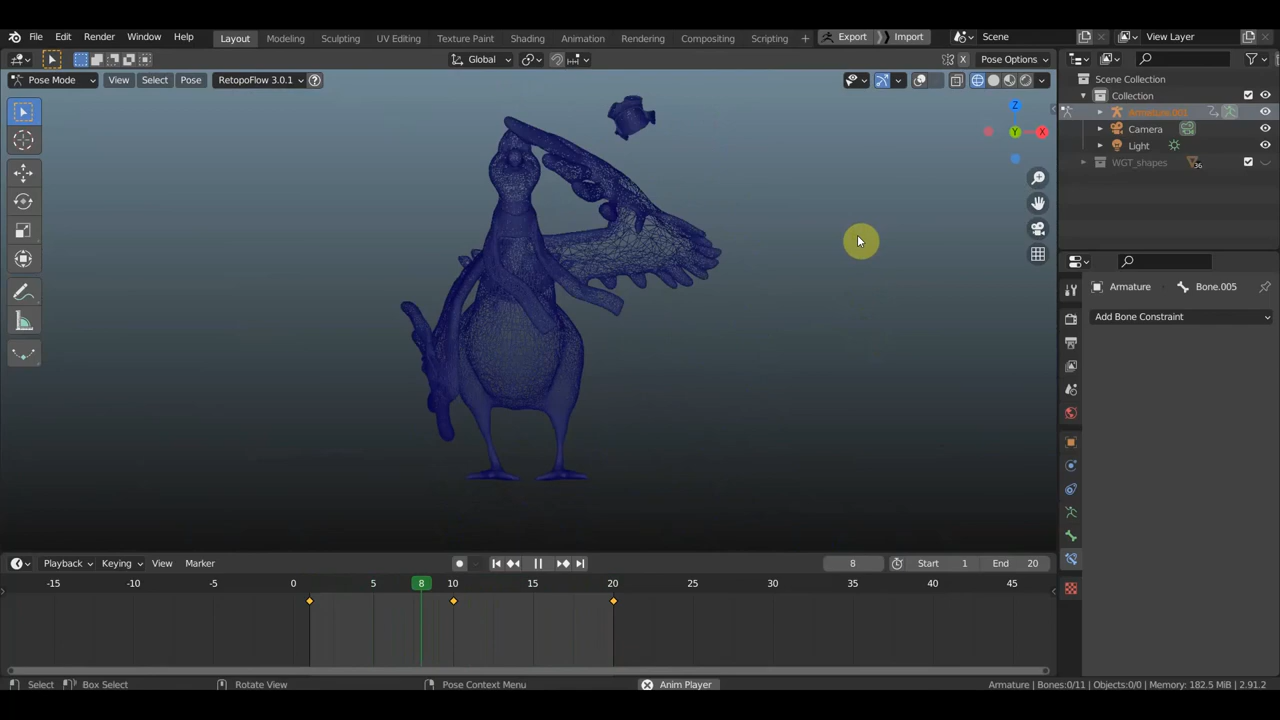 File Edit Render Window Help Layout Modeling Sculpting UV Editing Texture Paint Shading Animation Rendering Compositing Scripting + Export Import Scene View Layer
Global Pose Options
Pose Mode View Select Pose RetopoFlow 3.0.1
X
Z
Y
X
Scene Collection
Collection
Armature.001
Camera
Light
WGT_shapes 36
Armature Bone.005
Add Bone Constraint
Playback Keying View Marker 8 Start 1 End 20
-15 -10 -5 0 5 8 10 15 20 25 30 35 40 45
Select Box Select Rotate View Pose Context Menu Anim Player Armature | Bones:0/11 | Objects:0/0 | Memory: 182.5 MiB | 2.91.2